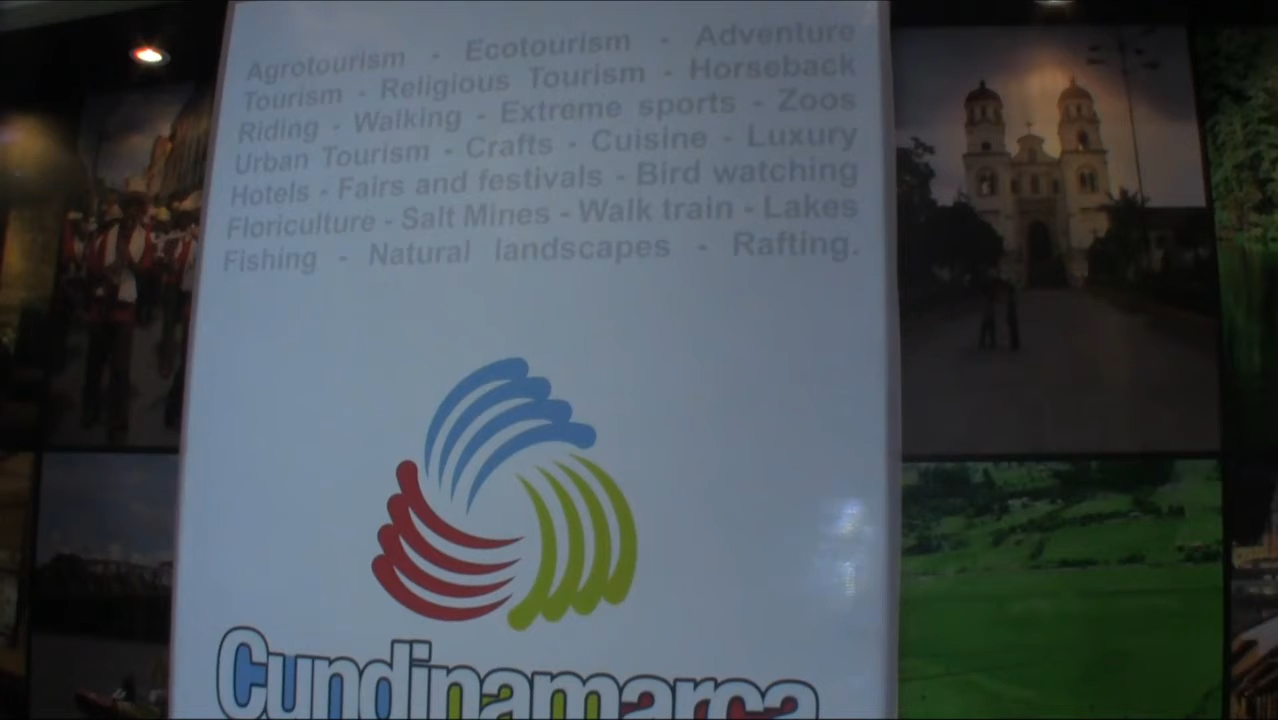 Agrotourism - Ecotourism - Adventure
Tourism - Religious Tourism - Horseback
Riding - Walking - Extreme sports - Zoos
Urban Tourism - Crafts - Cuisine - Luxury
Hotels - Fairs and festivals - Bird watching
Floriculture - Salt Mines - Walk train - Lakes
Fishing - Natural landscapes - Rafting.
Cundinamarca